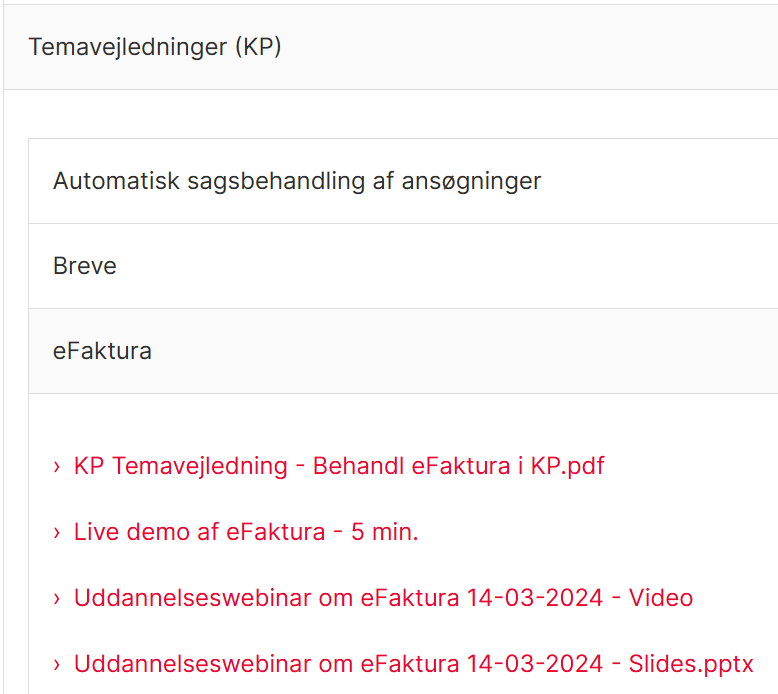 Temavejledninger (KP)
Automatisk sagsbehandling af ansøgninger
Breve
eFaktura
› KP Temavejledning - Behandl eFaktura i KP.pdf
› Live demo af eFaktura - 5 min.
› Uddannelseswebinar om eFaktura 14-03-2024 - Video
› Uddannelseswebinar om eFaktura 14-03-2024 - Slides.pptx